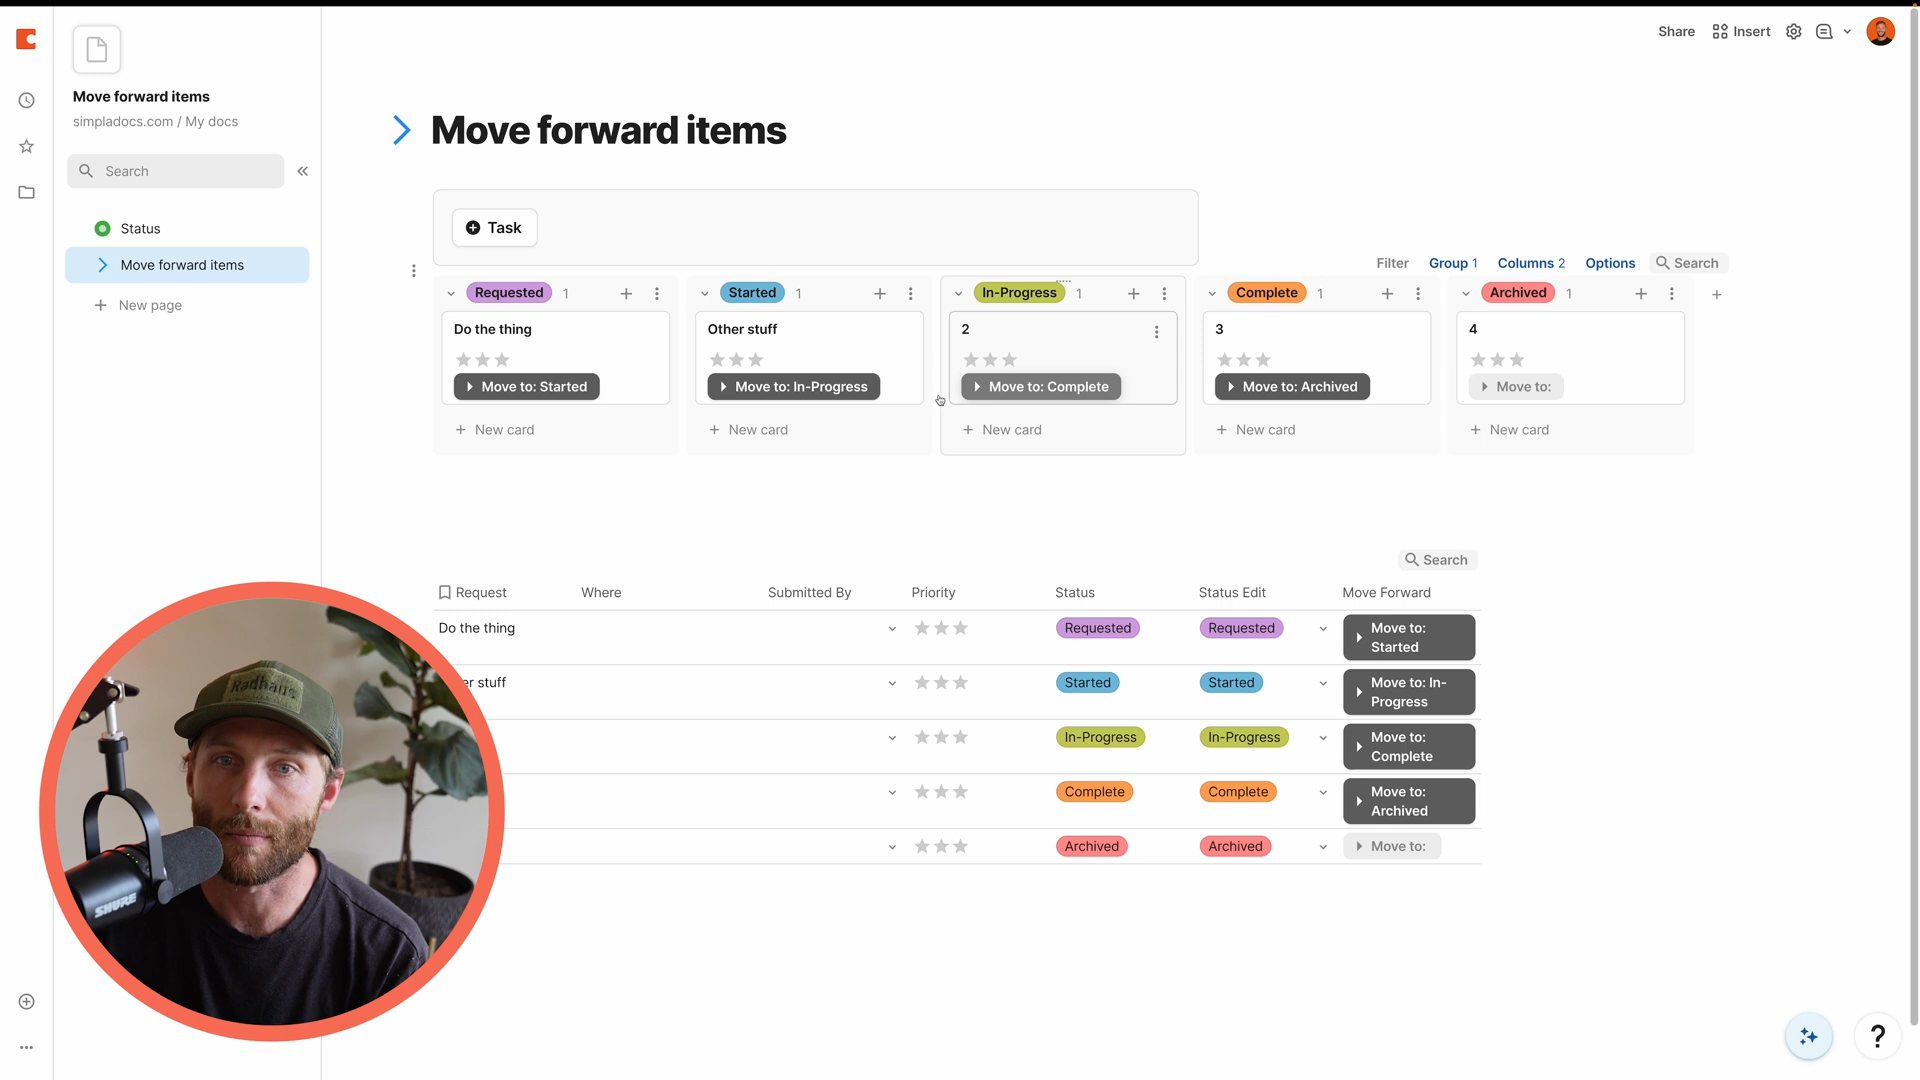 Share
Insert
Move forward items
simpladocs.com / My docs
Search
Status
Move forward items
New page
Move forward items
Task
Filter
Group 1
Columns 2
Options
Search
Requested 1
Started 1
In-Progress 1
Complete 1
Archived 1
Do the thing
Other stuff
2
3
4
Move to: Started
Move to: In-Progress
Move to: Complete
Move to: Archived
Move to:
New card
New card
New card
New card
New card
Search
Request
Where
Submitted By
Priority
Status
Status Edit
Move Forward
Do the thing
Requested
Requested
Move to:
Started
er stuff
Started
Started
Move to: In-
Progress
In-Progress
In-Progress
Move to:
Complete
Complete
Complete
Move to:
Archived
Archived
Archived
Move to:
Radhaus
SHURE
?